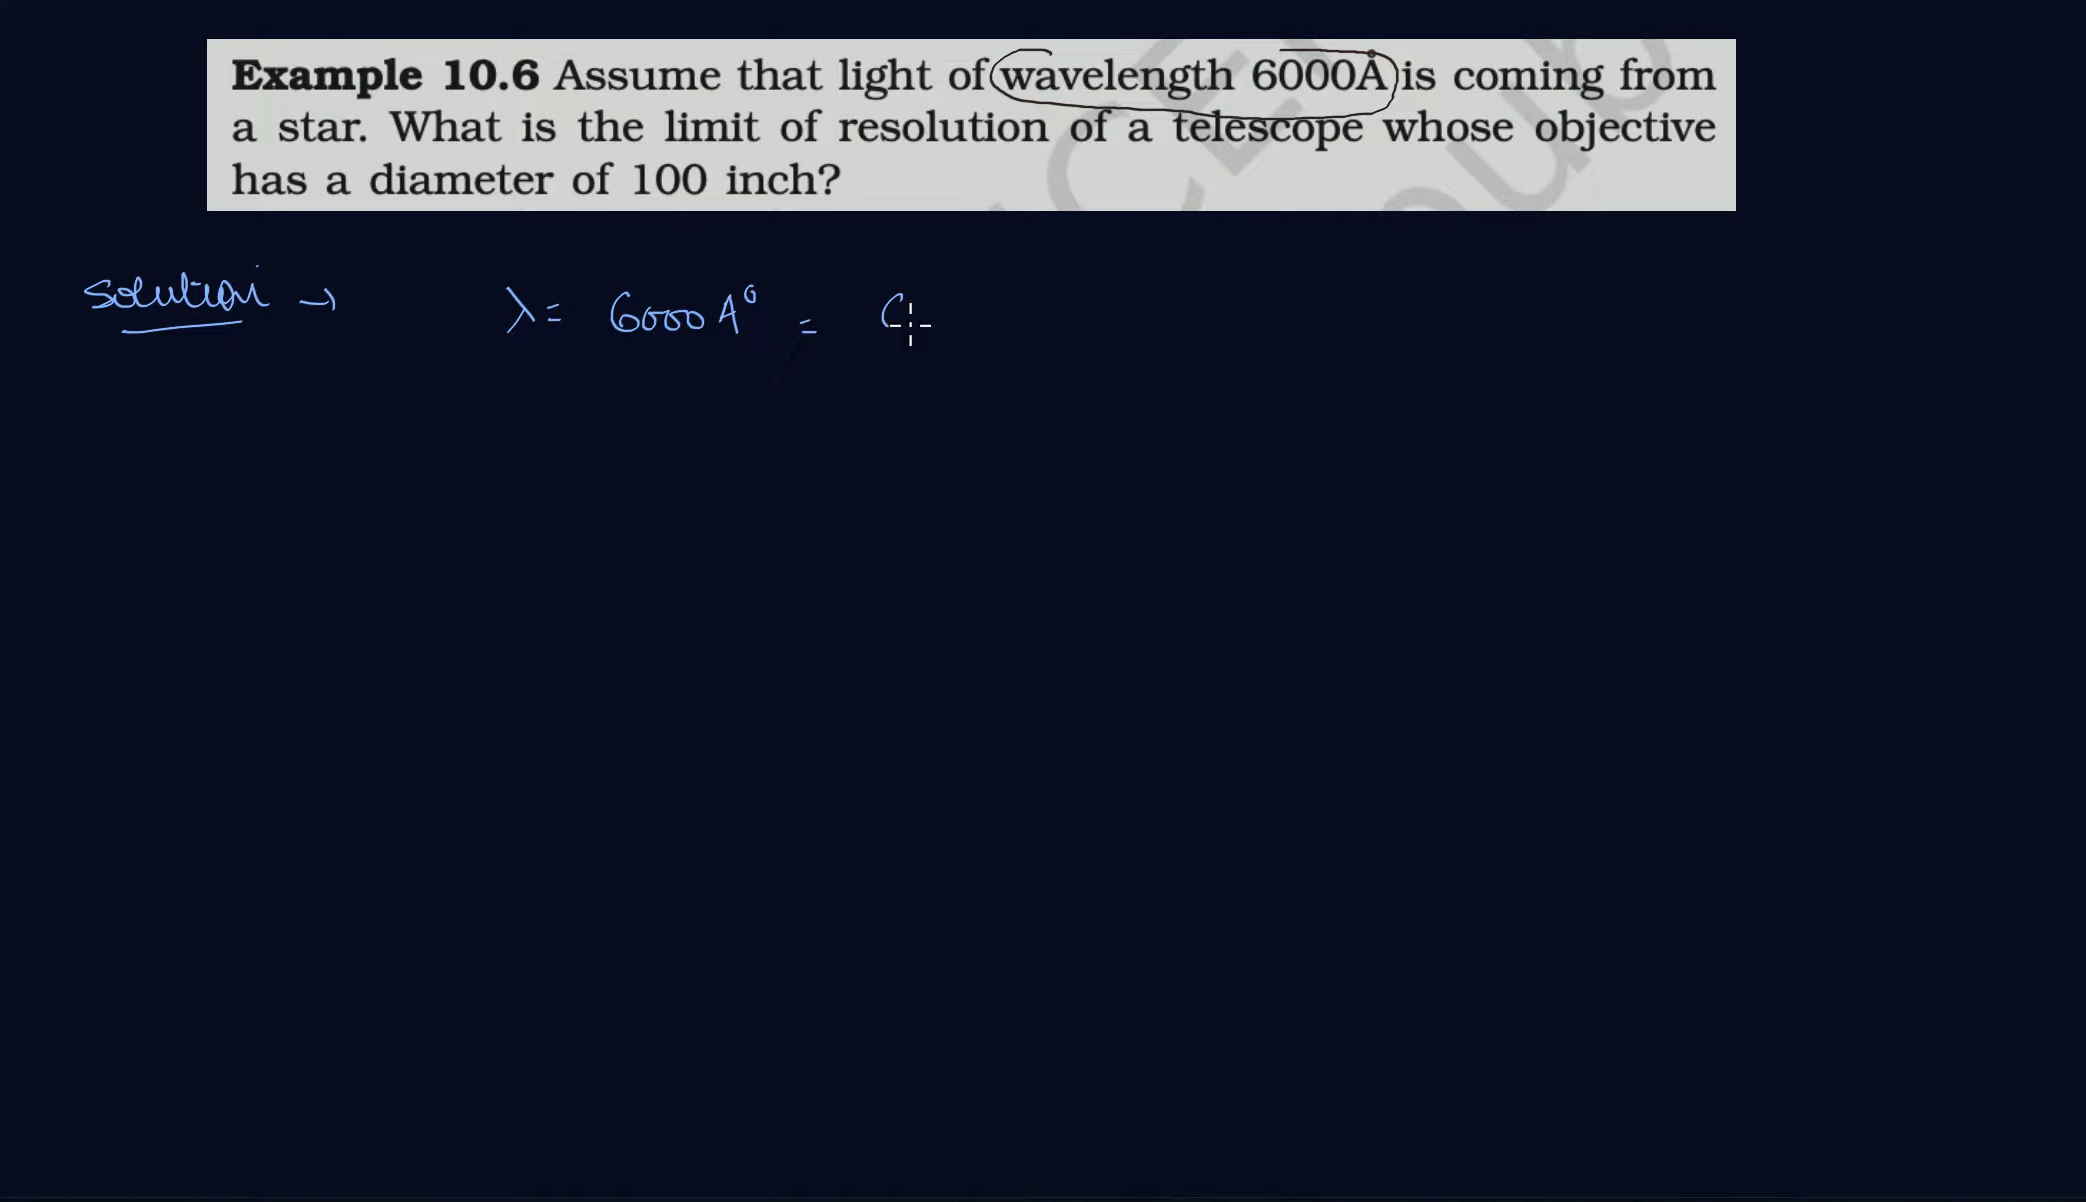 Example 10.6 Assume that light of wavelength 6000Å is coming from
a star. What is the limit of resolution of a telescope whose objective
has a diameter of 100 inch?
Solution → λ = 6000 A⁰ =